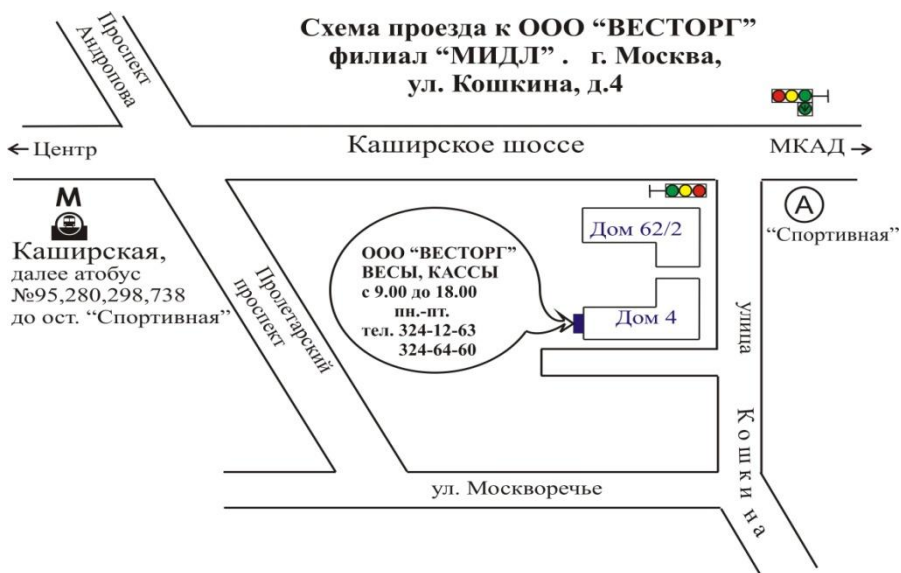 Схема проезда к ООО “ВЕСТОРГ”
филиал “МИДЛ” . г. Москва,
ул. Кошкина, д.4
Проспект
Андропова
← Центр
Каширское шоссе
МКАД →
М
Каширская,
далее атобус
№95,280,298,738
до ост. “Спортивная”
А
“Спортивная”
Дом 62/2
ООО “ВЕСТОРГ”
ВЕСЫ, КАССЫ
с 9.00 до 18.00
пн.-пт.
тел. 324-12-63
324-64-60
Дом 4
Пролетарский
проспект
улица Кошкина
ул. Москворечье